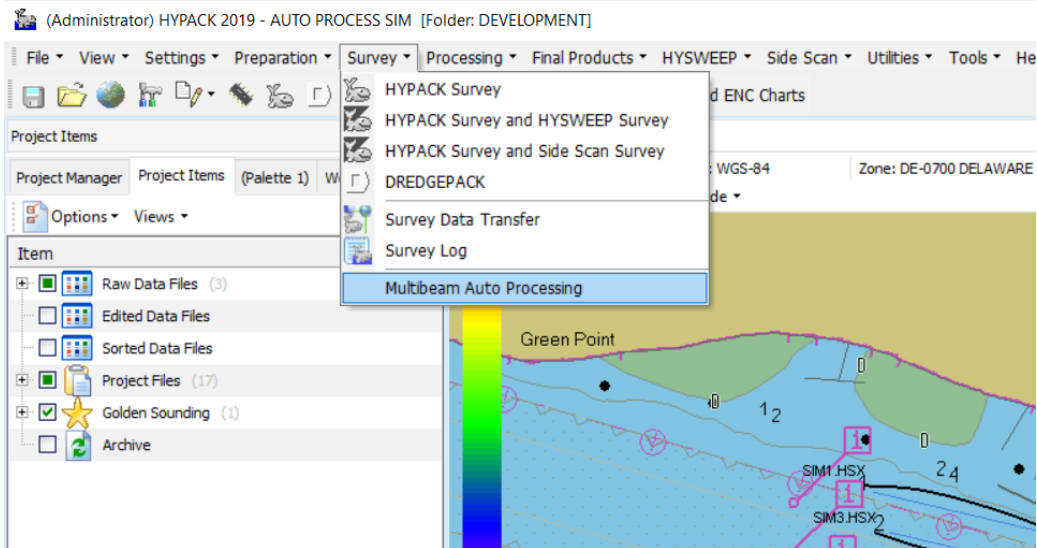 (Administrator) HYPACK 2019 - AUTO PROCESS SIM [Folder: DEVELOPMENT]
File View Settings Preparation Survey Processing Final Products HYSWEEP Side Scan Utilities Tools He
HYPACK Survey
d ENC Charts
HYPACK Survey and HYSWEEP Survey
Project Items
HYPACK Survey and Side Scan Survey
Project Manager Project Items (Palette 1) W
: WGS-84 Zone: DE-0700 DELAWARE
DREDGEPACK
de
Options Views
Survey Data Transfer
Item
Survey Log
Raw Data Files (3)
Multibeam Auto Processing
Edited Data Files
Sorted Data Files
Green Point
Project Files (17)
Golden Sounding (1)
12
Archive
SIM1.HSX
24
SIM3.HSX
2